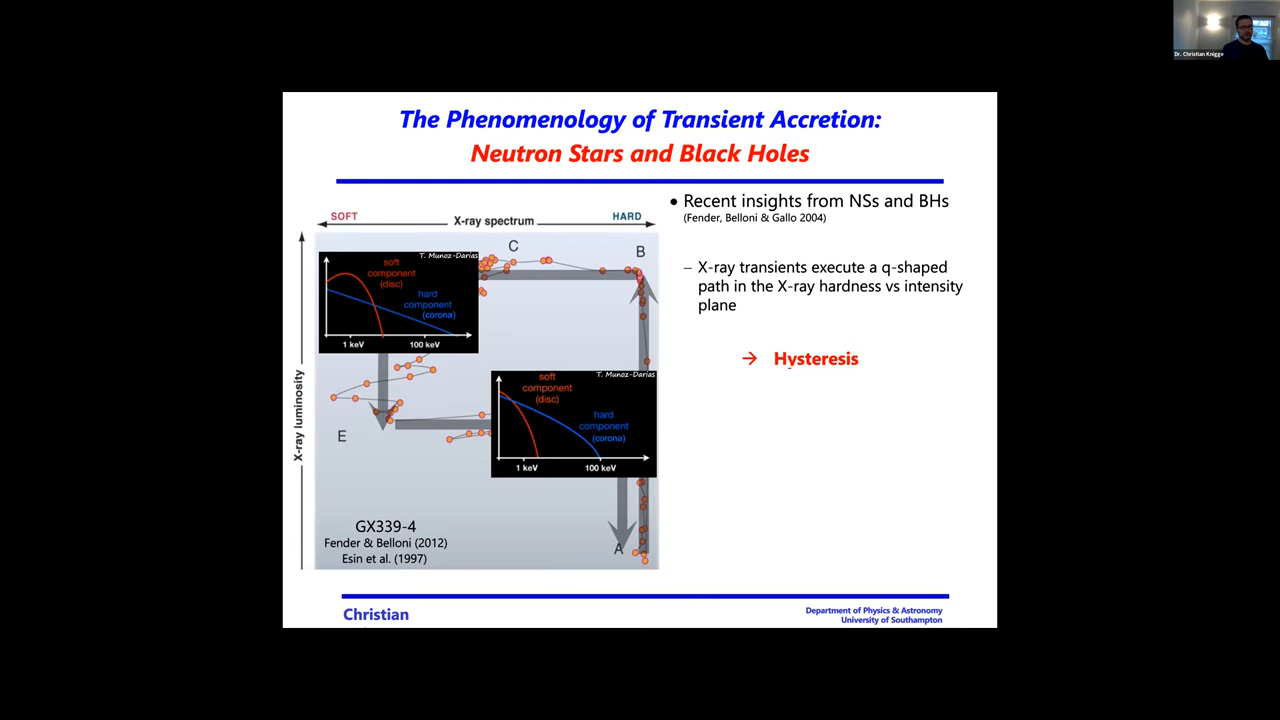 Dr. Christian Knigge
The Phenomenology of Transient Accretion:
Neutron Stars and Black Holes
SOFT
X-ray spectrum
HARD
X-ray luminosity
C
B
T. Munoz-Darias
soft
component
(disc)
hard
component
(corona)
1 keV
100 keV
T. Munoz-Darias
soft
component
(disc)
hard
component
(corona)
1 keV
100 keV
E
A
GX339-4
Fender & Belloni (2012)
Esin et al. (1997)
• Recent insights from NSs and BHs
(Fender, Belloni & Gallo 2004)
– X-ray transients execute a q-shaped
path in the X-ray hardness vs intensity
plane
→ Hysteresis
Christian
Department of Physics & Astronomy
University of Southampton